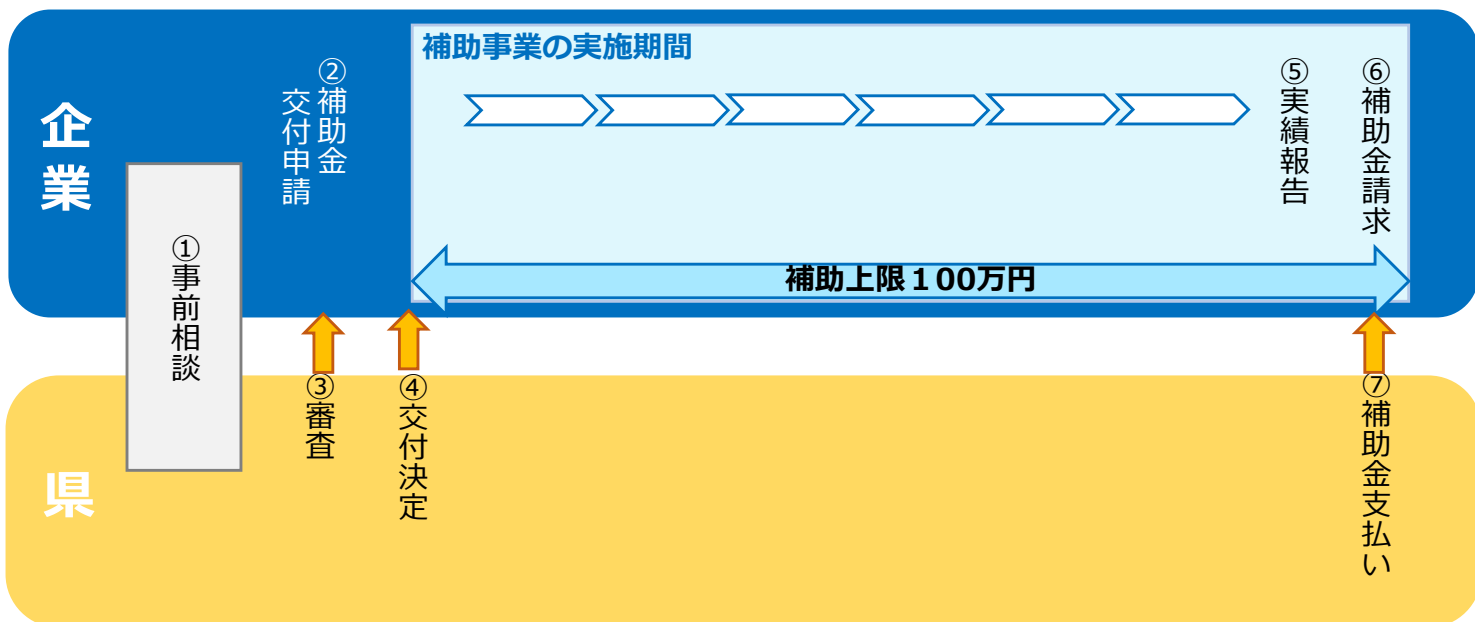 企業
①事前相談
②補助金
交付申請
補助事業の実施期間
⑤実績報告
⑥補助金請求
補助上限１００万円
県
③審査
④交付決定
⑦補助金支払い